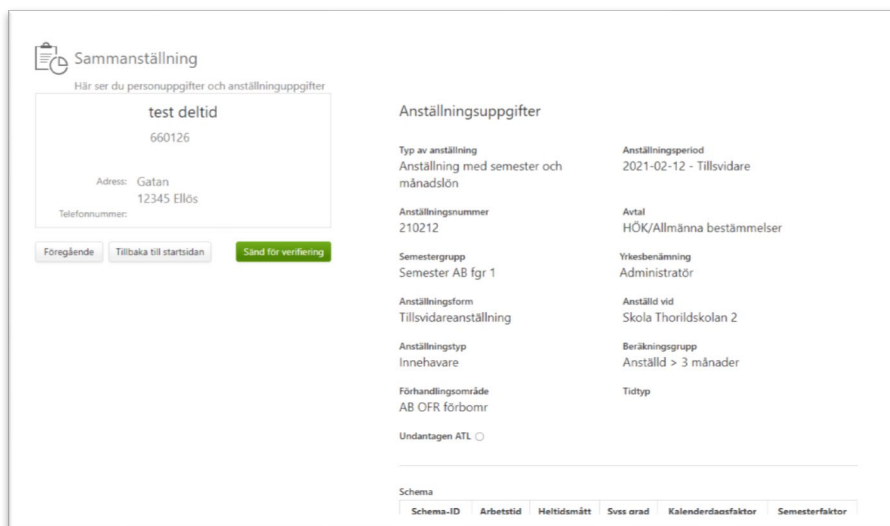 Sammanställning
Här ser du personuppgifter och anställninguppgifter
test deltid
660126
Adress: Gatan
12345 Ellös
Telefonnummer:
Föregående
Tillbaka till startsidan
Sänd för verifiering
Anställningsuppgifter
Typ av anställning
Anställning med semester och
månadslön
Anställningsperiod
2021-02-12 - Tillsvidare
Anställningsnummer
210212
Avtal
HÖK/Allmänna bestämmelser
Semestergrupp
Semester AB fgr 1
Yrkesbenämning
Administratör
Anställningsform
Tillsvidareanställning
Anställd vid
Skola Thorildskolan 2
Anställningstyp
Innehavare
Beräkningsgrupp
Anställd > 3 månader
Förhandlingsområde
AB OFR förbomr
Tidtyp
Undantagen ATL
Schema
Schema-ID Arbetstid Heltidsmått Syss grad Kalenderdagsfaktor Semesterfaktor